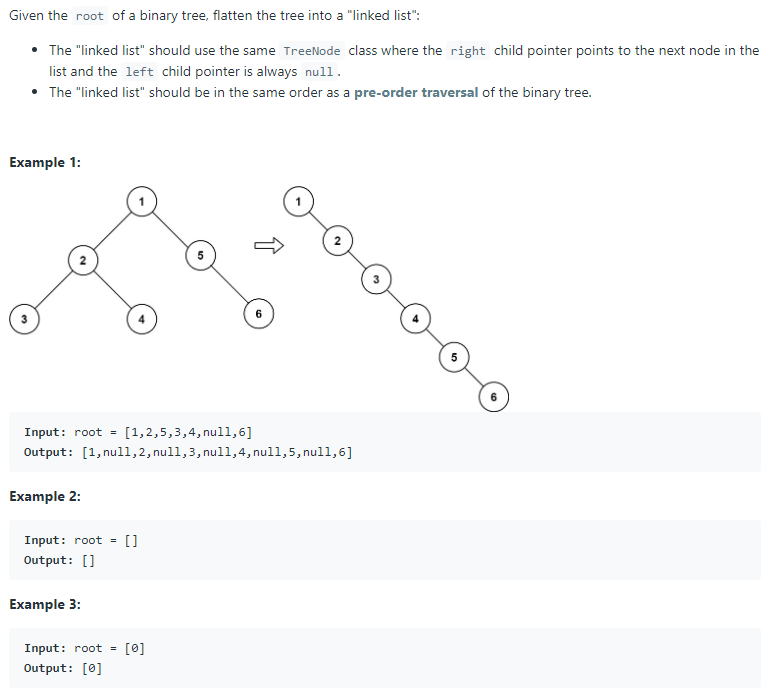 Given the root of a binary tree, flatten the tree into a "linked list":
• The "linked list" should use the same TreeNode class where the right child pointer points to the next node in the
list and the left child pointer is always null.
• The "linked list" should be in the same order as a pre-order traversal of the binary tree.
Example 1:
1
2
5
3
4
6
1
2
3
4
5
6
Input: root = [1,2,5,3,4,null,6]
Output: [1,null,2,null,3,null,4,null,5,null,6]
Example 2:
Input: root = []
Output: []
Example 3:
Input: root = [0]
Output: [0]